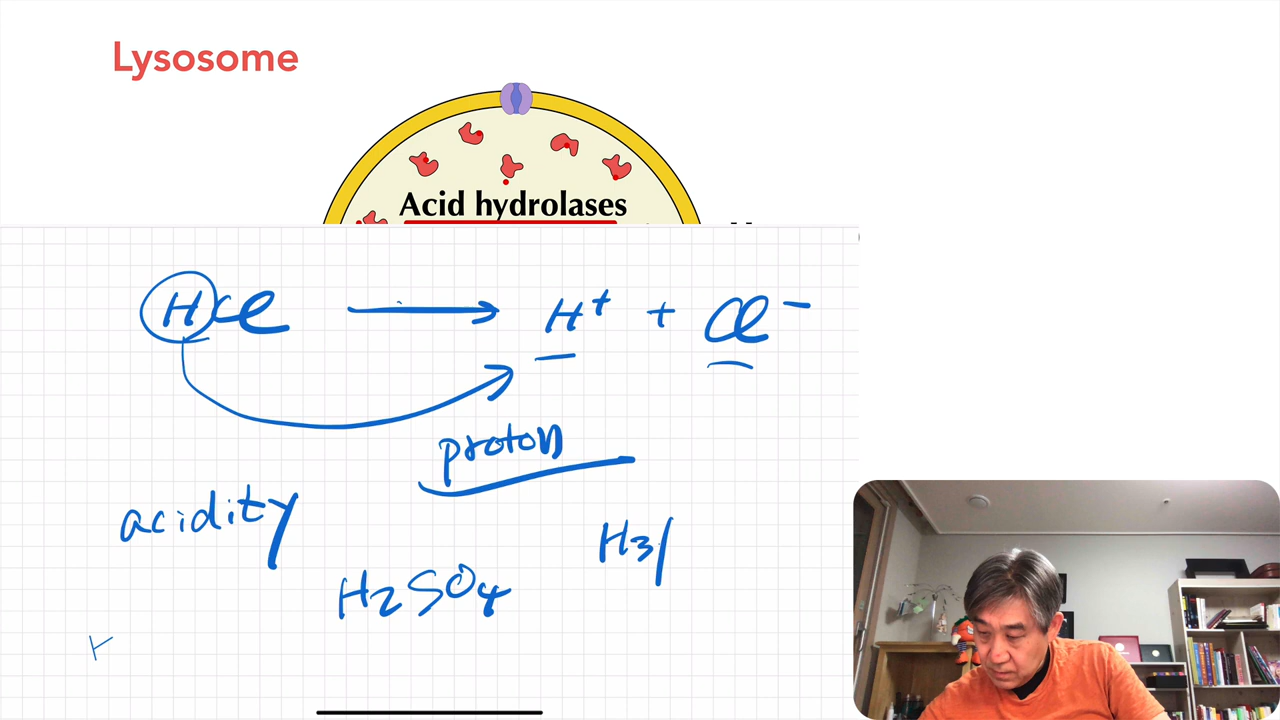 Lysosome
Acid hydrolases
HCl → H⁺ + Cl⁻
proton
acidity
H₃
H₂SO₄